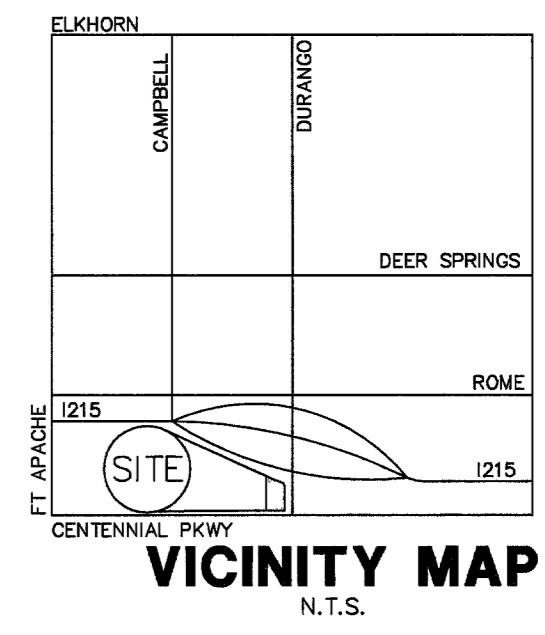 ELKHORN
CAMPBELL
DURANGO
DEER SPRINGS
ROME
I215
FT APACHE
SITE
I215
CENTENNIAL PKWY
VICINITY MAP
N.T.S.